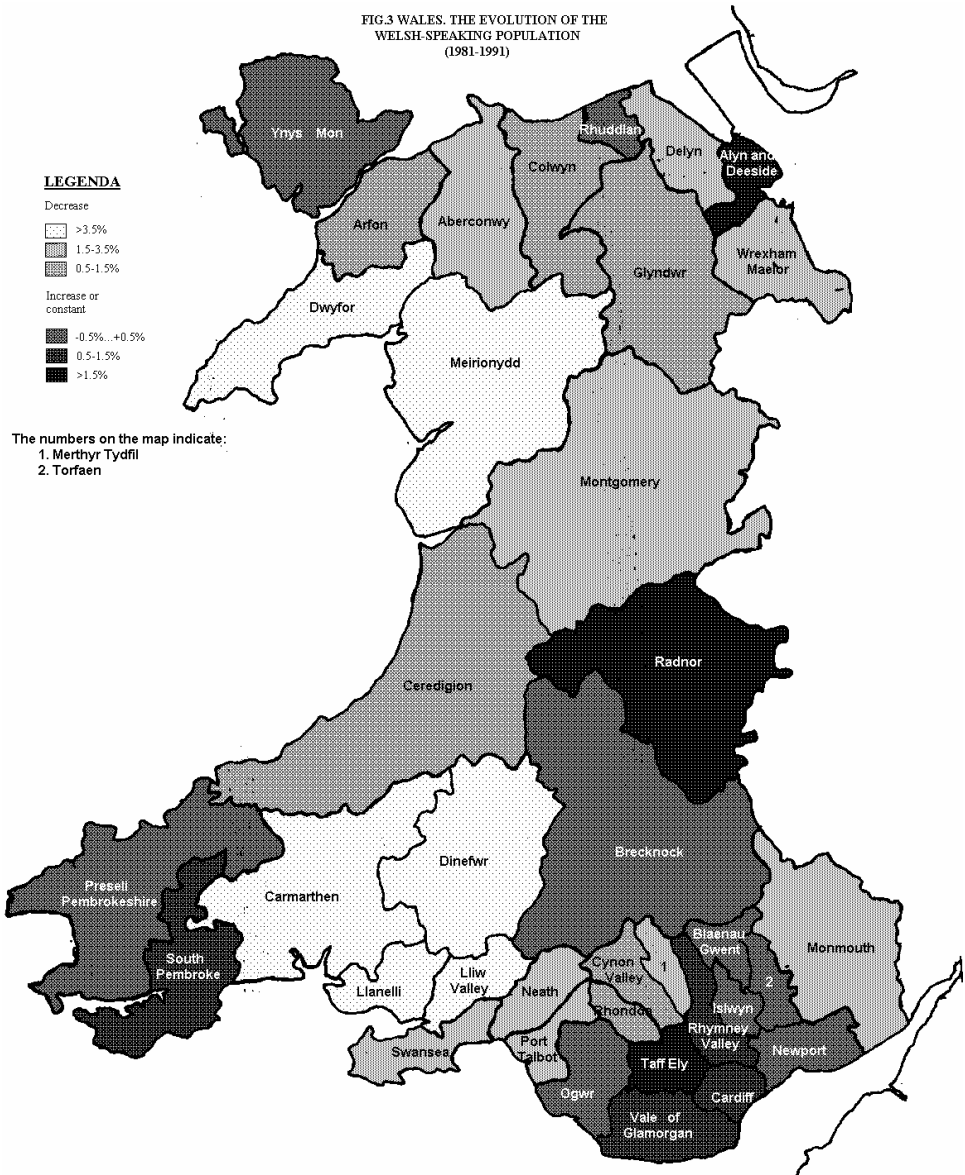 FIG.3 WALES. THE EVOLUTION OF THE
WELSH-SPEAKING POPULATION
(1981-1991)
LEGENDA
Decrease
>3.5%
1.5-3.5%
0.5-1.5%
Increase or
constant
-0.5%...+0.5%
0.5-1.5%
>1.5%
The numbers on the map indicate:
1. Merthyr Tydfil
2. Torfaen
Ynys Mon
Rhuddlan
Delyn
Alyn and
Deeside
Colwyn
Arfon
Aberconwy
Wrexham
Maelor
Glyndwr
Dwyfor
Meirionydd
Montgomery
Radnor
Ceredigion
Brecknock
Dinefwr
Preseli
Pembrokeshire
Carmarthen
South
Pembroke
Blaenau
Gwent
Monmouth
Cynon
Valley
1
2
Lliw
Valley
Llanelli
Neath
Rhondda
Islwyn
Rhymney
Valley
Newport
Swansea
Port
Talbot
Taff Ely
Ogwr
Cardiff
Vale of
Glamorgan